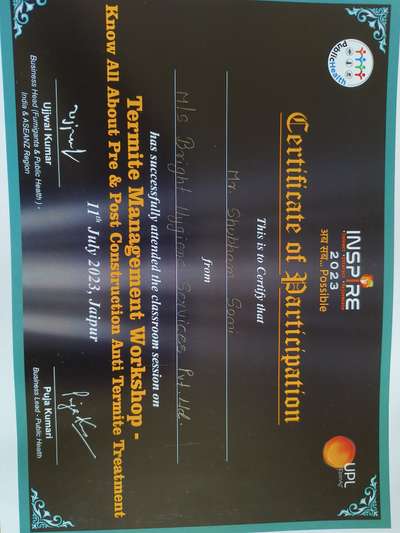 Public Health
INSPIRE
2023
अब सब.. Possible
UPL
Certificate of Participation
This is to Certify that
Mr. Shubham Soni
from
M/S Bright Hygiene Services Pvt. Ltd.
has successfully attended the classroom session on
Termite Management Workshop -
Know All About Pre & Post Construction Anti Termite Treatment
11th July 2023, Jaipur
Ujjwal Kumar
Business Head (Fumigants & Public Health) -
India & ASEANZ Region
Puja Kumari
Business Lead - Public Health